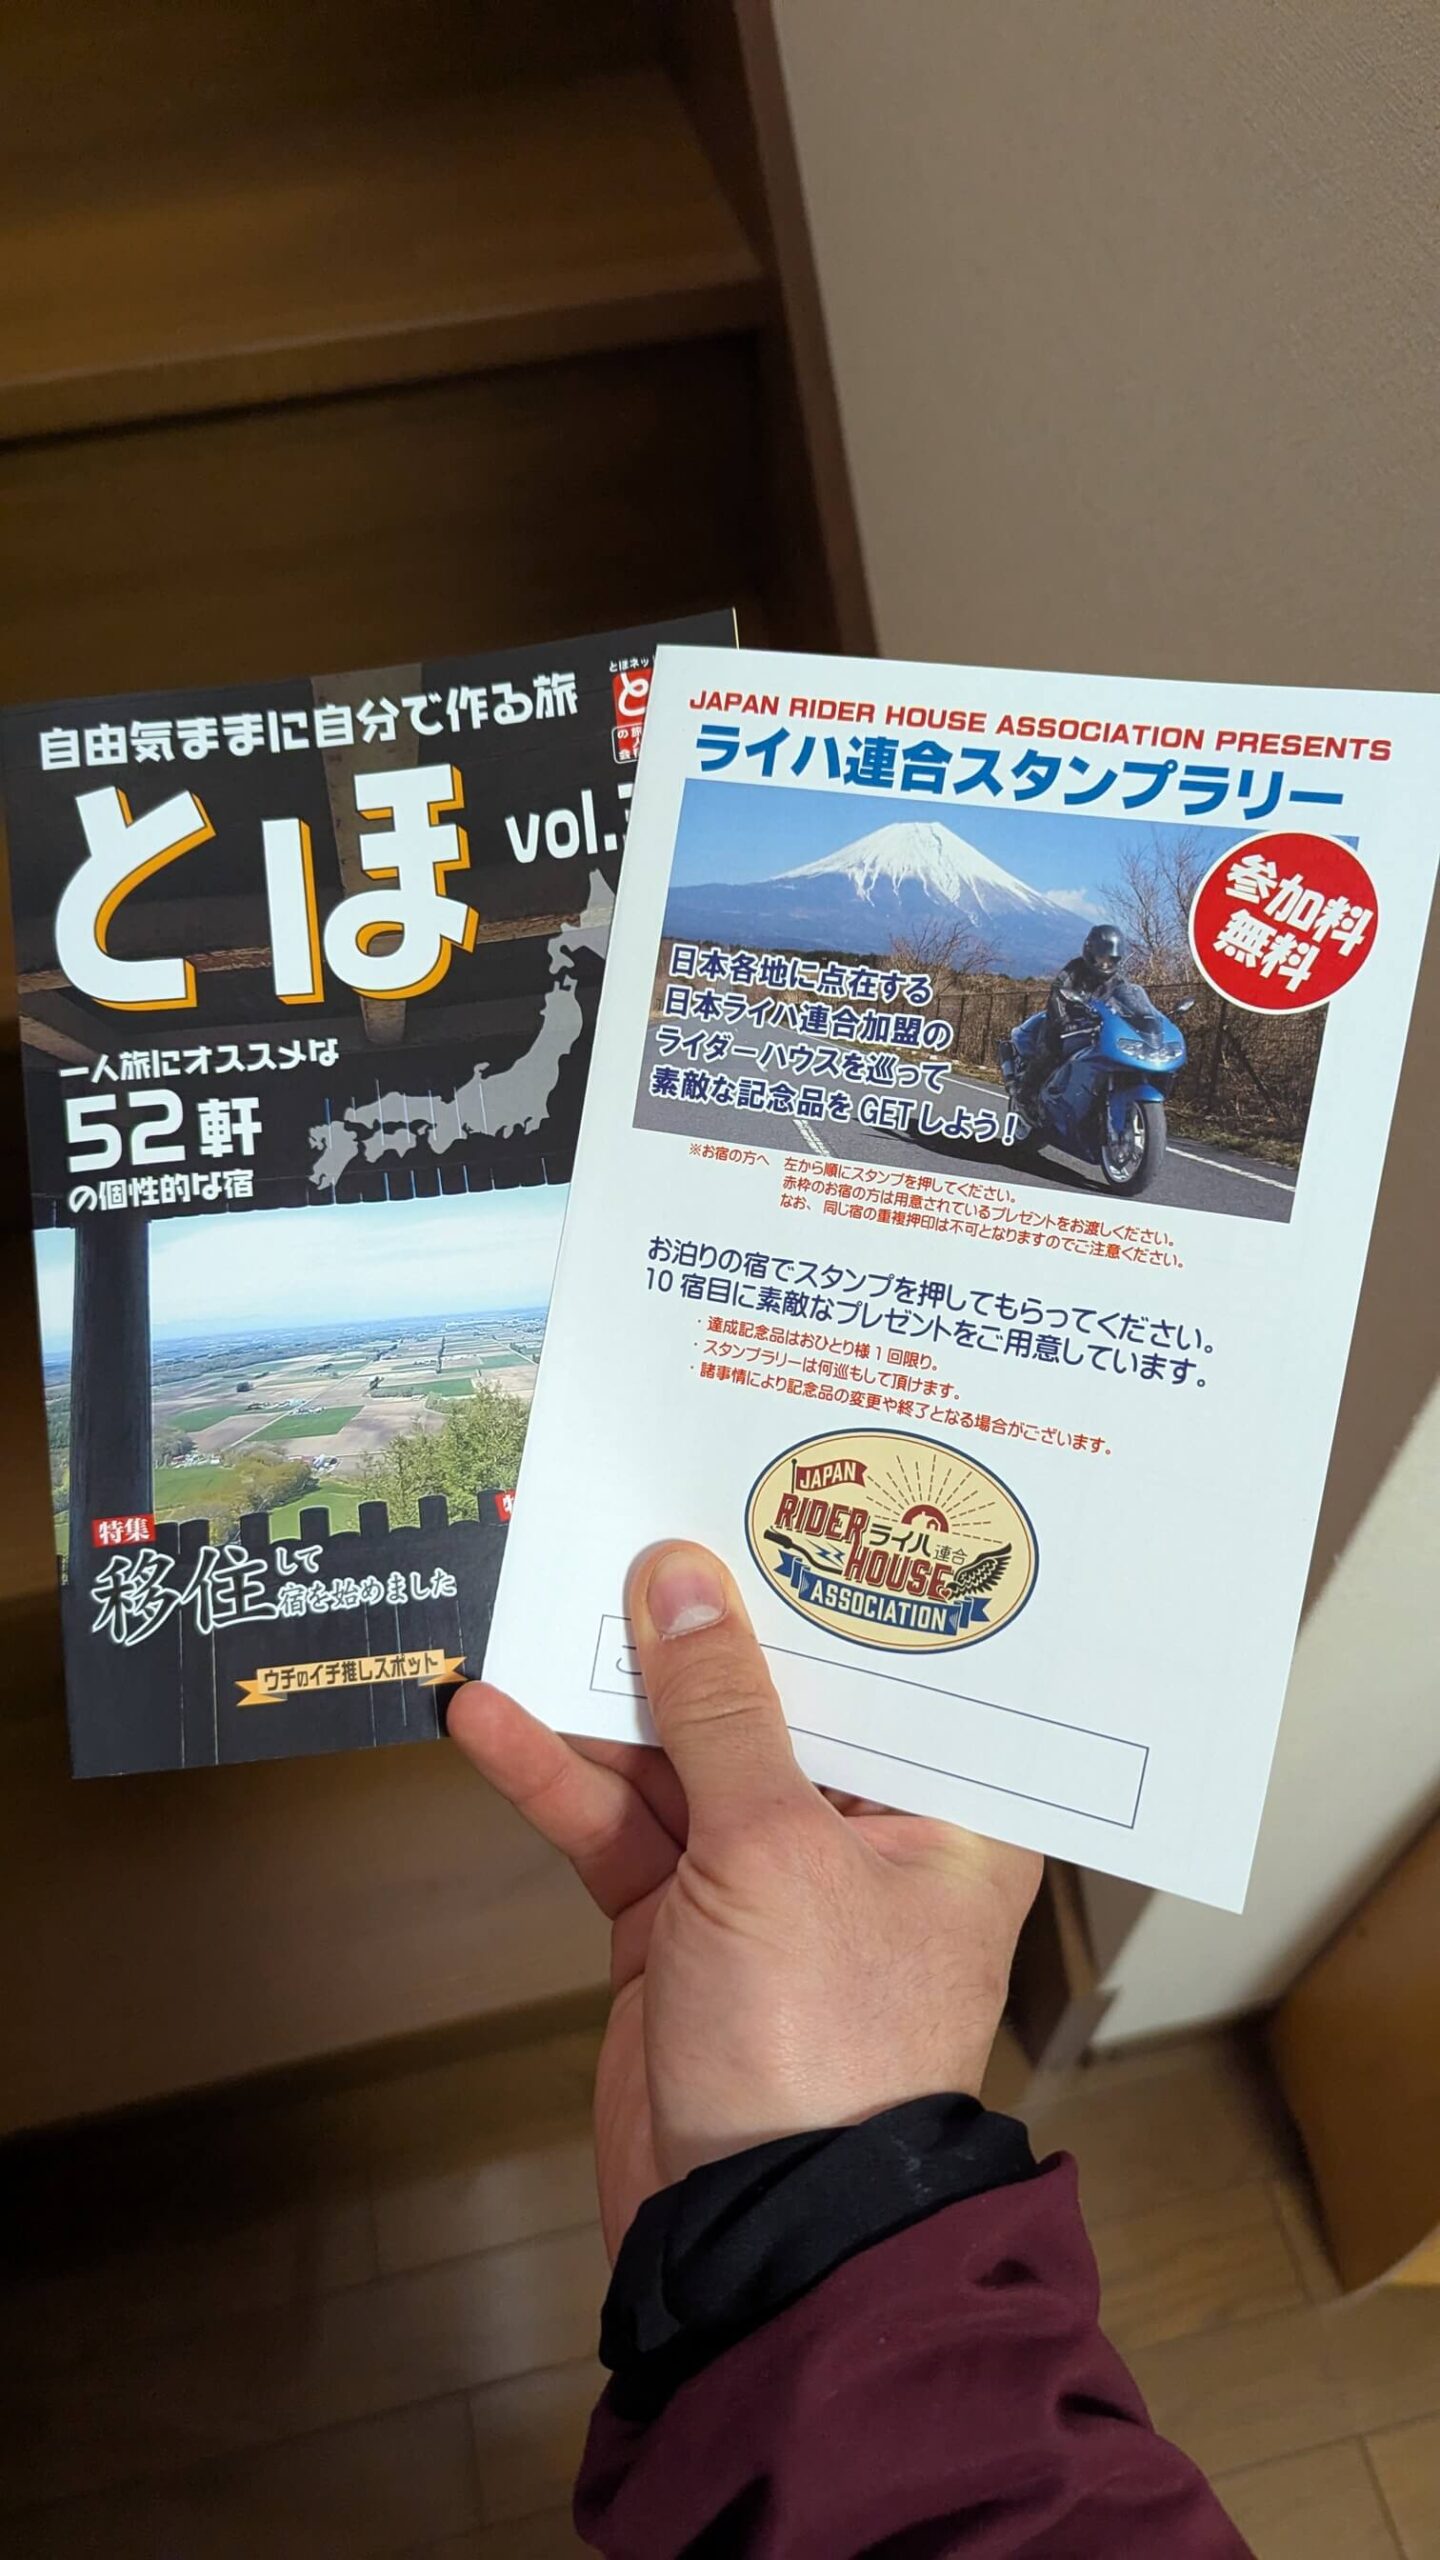 自由気ままに自分で作る旅
とほネッ
と
の宿
とほ
vol.
一人旅にオススメな
52軒
の個性的な宿
特集
移住して
宿を始めました
ウチのイチ推しスポット
JAPAN RIDER HOUSE ASSOCIATION PRESENTS
ライハ連合スタンプラリー
参加料
無料
日本各地に点在する
日本ライハ連合加盟の
ライダーハウスを巡って
素敵な記念品をGETしよう!
※お宿の方へ 左から順にスタンプを押してください。
赤枠のお宿の方は用意されているプレゼントをお渡しください。
なお、同じ宿の重複押印は不可となりますのでご注意ください。
お泊りの宿でスタンプを押してもらってください。
10宿目に素敵なプレゼントをご用意しています。
・達成記念品はおひとり様1回限り。
・スタンプラリーは何巡もして頂けます。
・諸事情により記念品の変更や終了となる場合がございます。
JAPAN
RIDER ライハ連合
HOUSE
ASSOCIATION